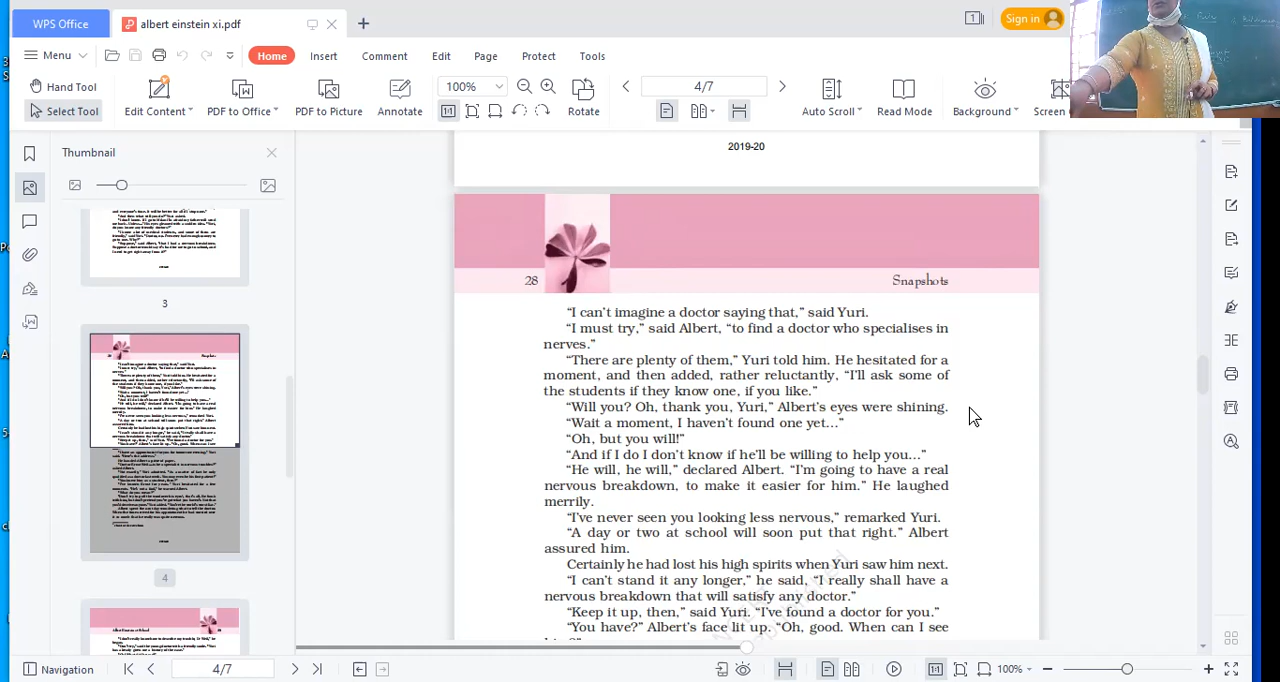 WPS Office
albert einstein xi.pdf
Sign in
Menu
Home
Insert
Comment
Edit
Page
Protect
Tools
Hand Tool
Select Tool
Edit Content
PDF to Office
PDF to Picture
Annotate
100%
Rotate
4/7
Auto Scroll
Read Mode
Background
Screen
Thumbnail
3
4
2019-20
28
Snapshots
“I can’t imagine a doctor saying that,” said Yuri.
“I must try,” said Albert, “to find a doctor who specialises in
nerves.”
“There are plenty of them,” Yuri told him. He hesitated for a
moment, and then added, rather reluctantly, “I’ll ask some of
the students if they know one, if you like.”
“Will you? Oh, thank you, Yuri,” Albert’s eyes were shining.
“Wait a moment, I haven’t found one yet...”
“Oh, but you will!”
“And if I do I don’t know if he’ll be willing to help you...”
“He will, he will,” declared Albert. “I’m going to have a real
nervous breakdown, to make it easier for him.” He laughed
merrily.
“I’ve never seen you looking less nervous,” remarked Yuri.
“A day or two at school will soon put that right.” Albert
assured him.
Certainly he had lost his high spirits when Yuri saw him next.
“I can’t stand it any longer,” he said, “I really shall have a
nervous breakdown that will satisfy any doctor.”
“Keep it up, then,” said Yuri. “I’ve found a doctor for you.”
“You have?” Albert’s face lit up. “Oh, good. When can I see
Navigation
4/7
100%